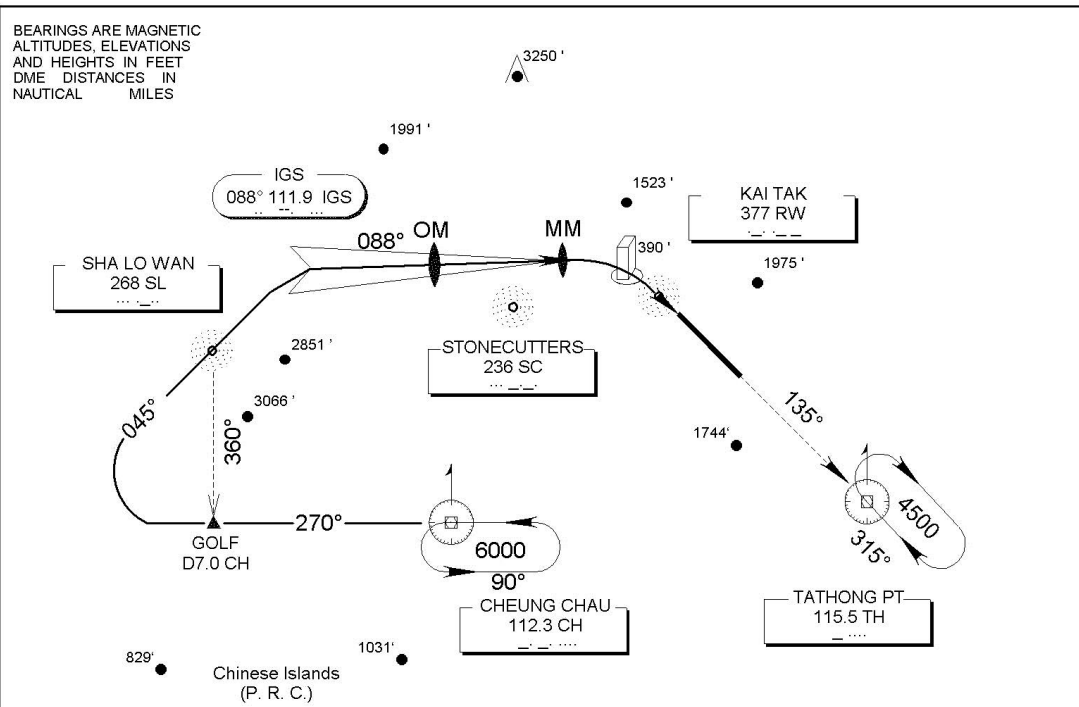 BEARINGS ARE MAGNETIC
ALTITUDES, ELEVATIONS
AND HEIGHTS IN FEET
DME DISTANCES IN
NAUTICAL MILES
3250 '
1991 '
IGS
088° 111.9 IGS
.. --. ...
1523 '
KAI TAK
377 RW
._. ._ _
OM
MM
088°
390 '
1975 '
SHA LO WAN
268 SL
... ._..
2851 '
STONECUTTERS
236 SC
... _._.
3066 '
045°
360°
135°
1744'
270°
GOLF
D7.0 CH
6000
90°
4500
315°
CHEUNG CHAU
112.3 CH
_._. ....
TATHONG PT
115.5 TH
_ ....
829'
1031'
Chinese Islands
(P. R. C.)